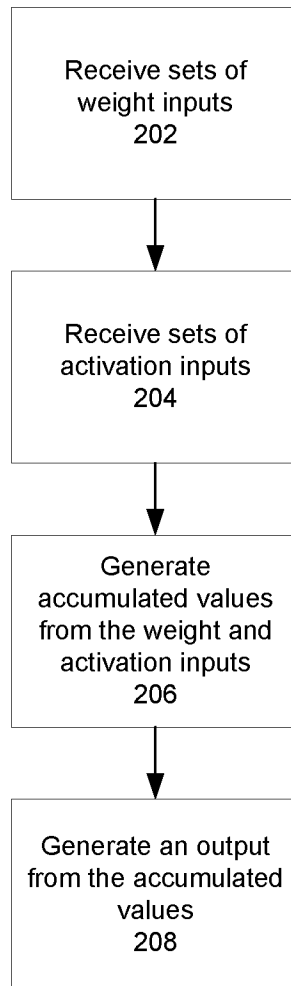 Receive sets of
weight inputs
202
Receive sets of
activation inputs
204
Generate
accumulated values
from the weight and
activation inputs
206
Generate an output
from the accumulated
values
208